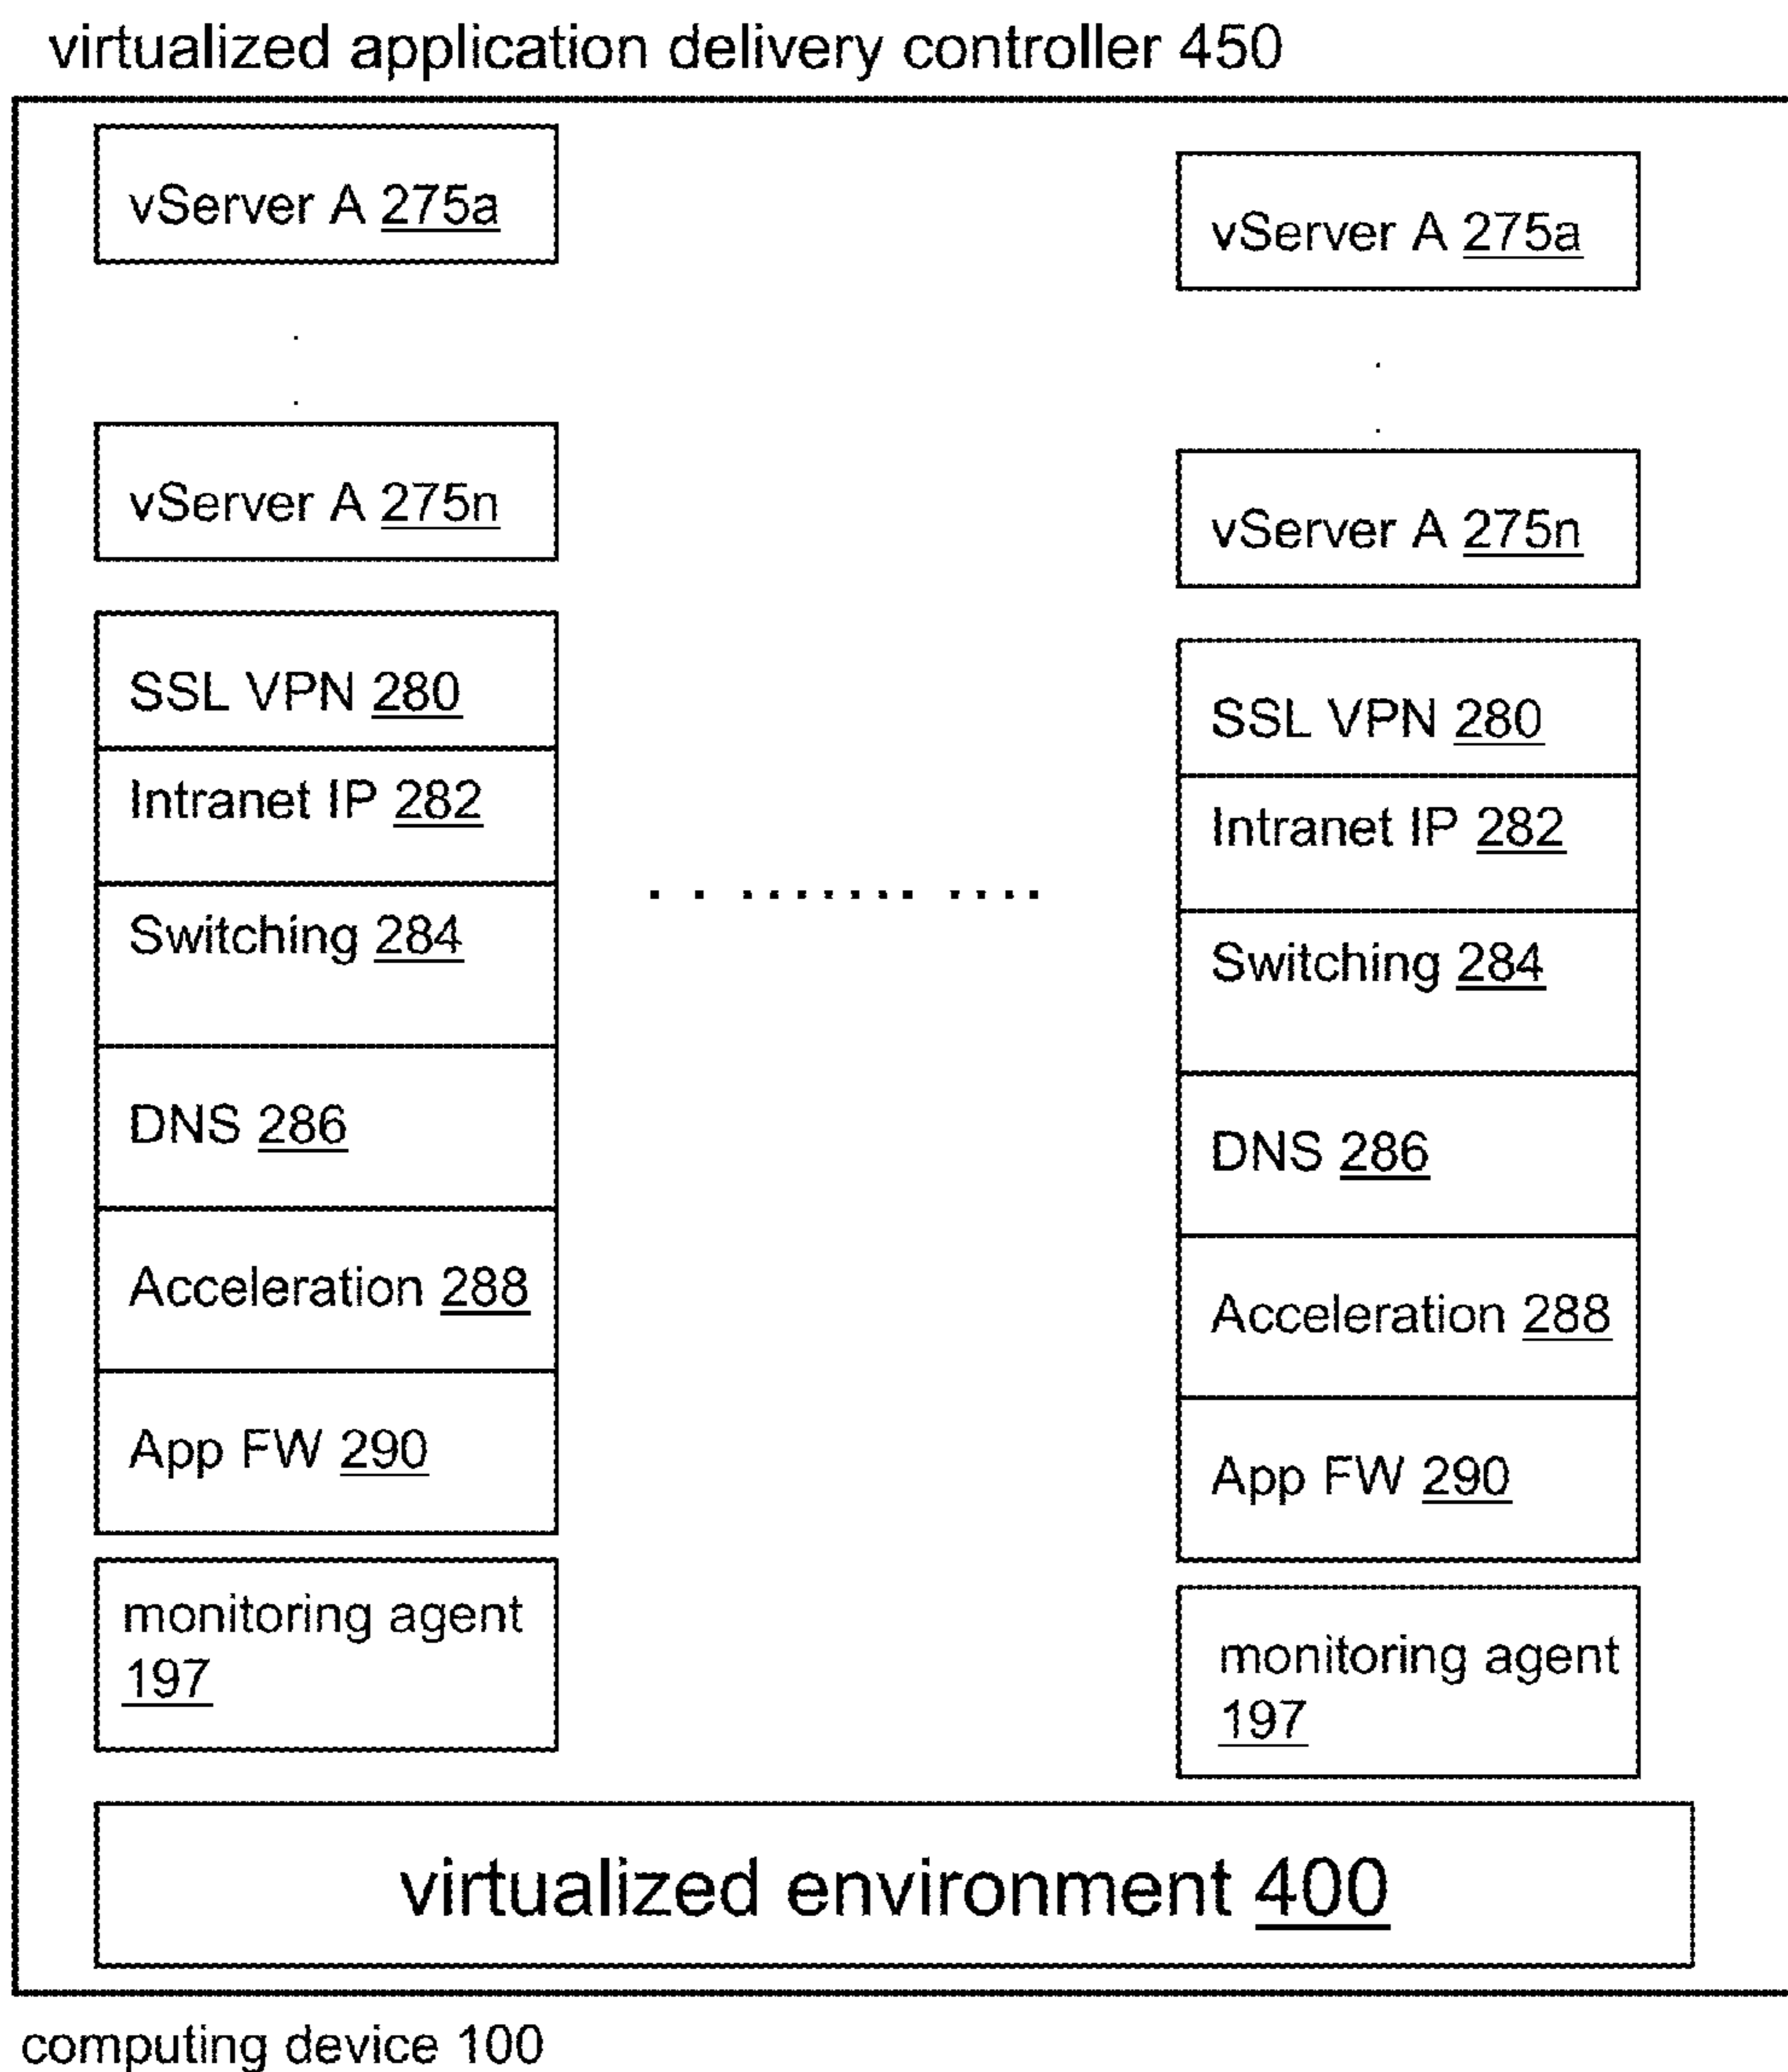 virtualized application delivery controller 450
vServer A 275a
vServer A 275n
SSL VPN 280
Intranet IP 282
Switching 284
DNS 286
Acceleration 288
App FW 290
monitoring agent
197
vServer A 275a
vServer A 275n
SSL VPN 280
Intranet IP 282
Switching 284
DNS 286
Acceleration 288
App FW 290
monitoring agent
197
virtualized environment 400
computing device 100